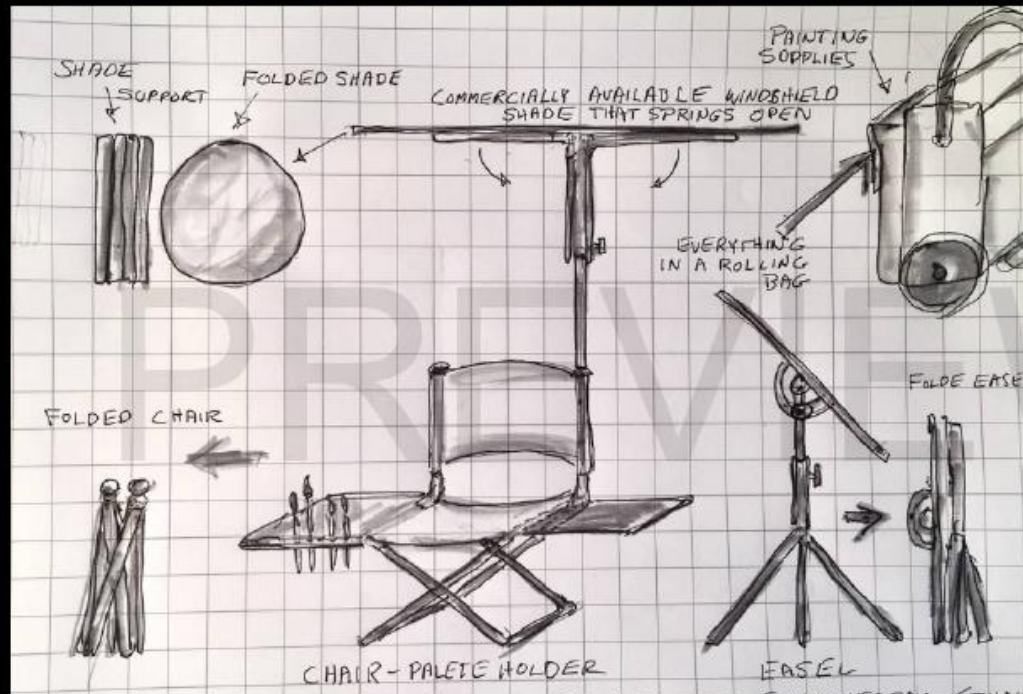 SHADE
SUPPORT
FOLDED SHADE
COMMERCIALLY AVAILABLE WINDSHIELD
SHADE THAT SPRINGS OPEN
PAINTING
SOPPLIES
EVERYTHING
IN A ROLLING
BAG
PREVIEW
FOLDED CHAIR
FOLDE EASE
CHAIR-PALETE HOLDER
EASEL